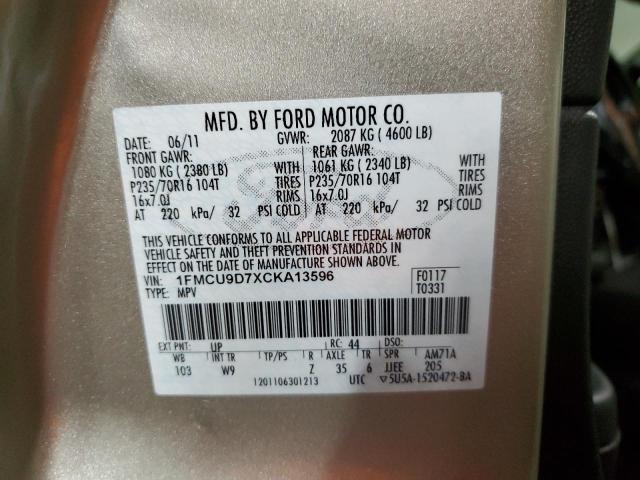 MFD. BY FORD MOTOR CO.
DATE: 06/11 GVWR: 2087 KG ( 4600 LB)
FRONT GAWR: REAR GAWR:
1080 KG ( 2380 LB) WITH 1061 KG ( 2340 LB) WITH
P235/70R16 104T TIRES P235/70R16 104T TIRES
16x7.0J RIMS 16x7.0J RIMS
AT 220 kPa/ 32 PSI COLD AT 220 kPa/ 32 PSI COLD
THIS VEHICLE CONFORMS TO ALL APPLICABLE FEDERAL MOTOR
VEHICLE SAFETY AND THEFT PREVENTION STANDARDS IN
EFFECT ON THE DATE OF MANUFACTURE SHOWN ABOVE.
VIN: 1FMCU9D7XCKA13596 F0117
TYPE: MPV T0331
EXT PNT: UP RC: 44 DSO:
WB INT TR TP/PS R AXLE TR SPR AM71A
103 W9 Z 35 6 JJEE 205
1201106301213 UTC ▽5U5A-1520472-BA